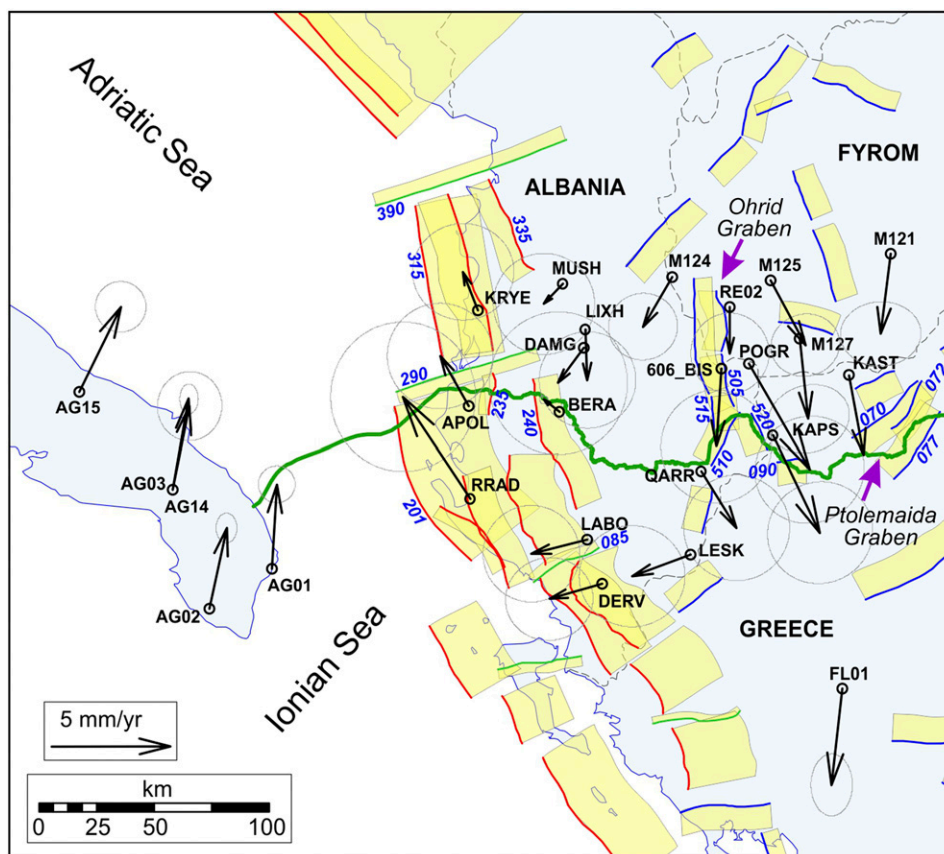 Adriatic Sea
FYROM
ALBANIA
390
Ohrid
Graben
335
315
MUSH
M124
M125
M121
KRYE
LIXH
RE02
DAMG
M127
POGR
KAST
290
606_BIS
505
072
AG15
235
BERA
APOL
240
515
520
KAPS
070
077
AG03
AG14
QARR
510
090
RRAD
201
Ptolemaida
Graben
LABO
085
LESK
AG01
AG02
DERV
Ionian Sea
GREECE
FL01
5 mm/yr
km
0 25 50 100